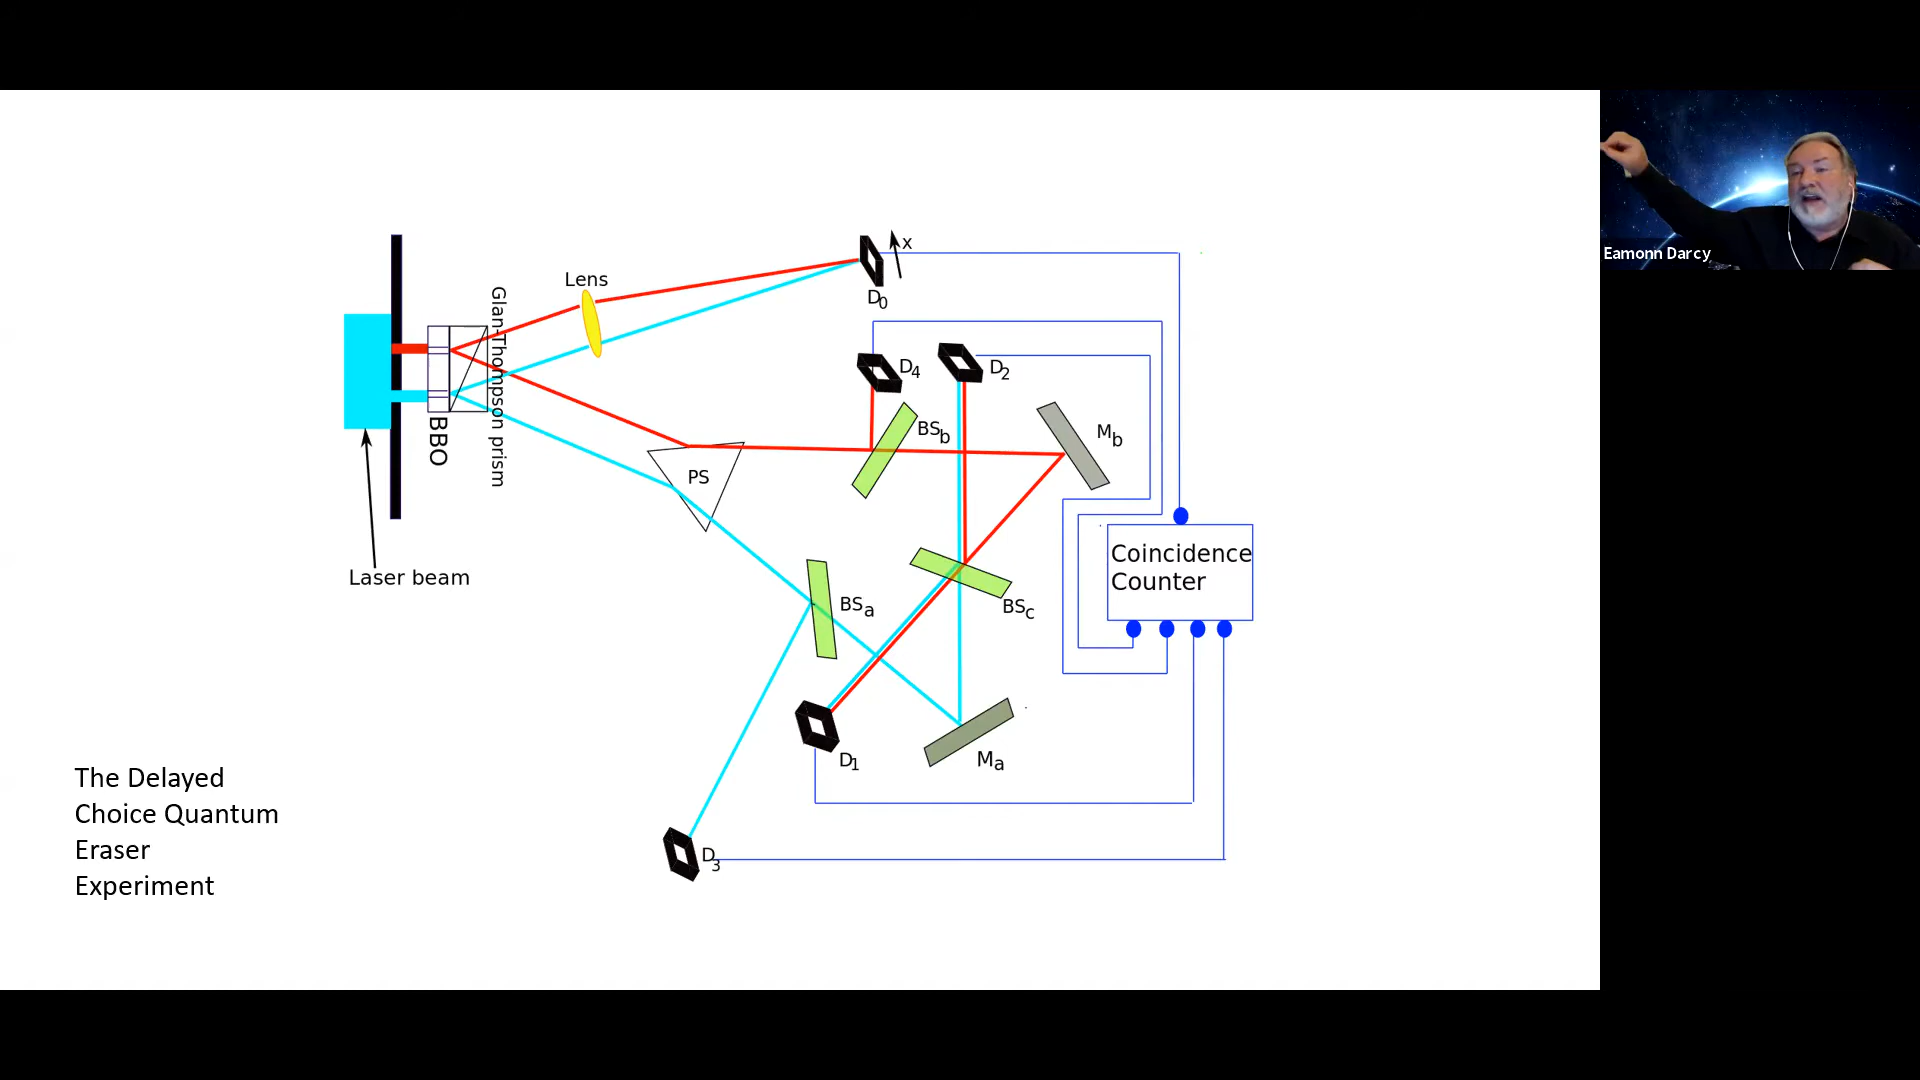 Eamonn Darcy
x
Lens
D0
Glan-Thompson prism
D4
D2
BSb
Mb
BBO
PS
Coincidence
Counter
Laser beam
BSa
BSc
D1
Ma
D3
The Delayed
Choice Quantum
Eraser
Experiment